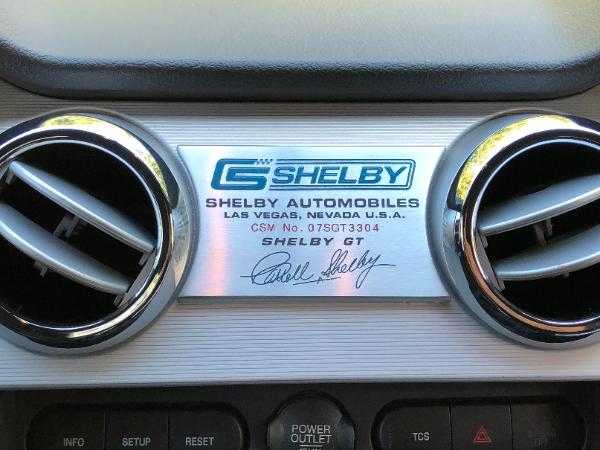 CS SHELBY
SHELBY AUTOMOBILES
LAS VEGAS, NEVADA U.S.A.
CSM No. 07SGT3304
SHELBY GT
Carroll Shelby
INFO SETUP RESET POWER OUTLET TCS